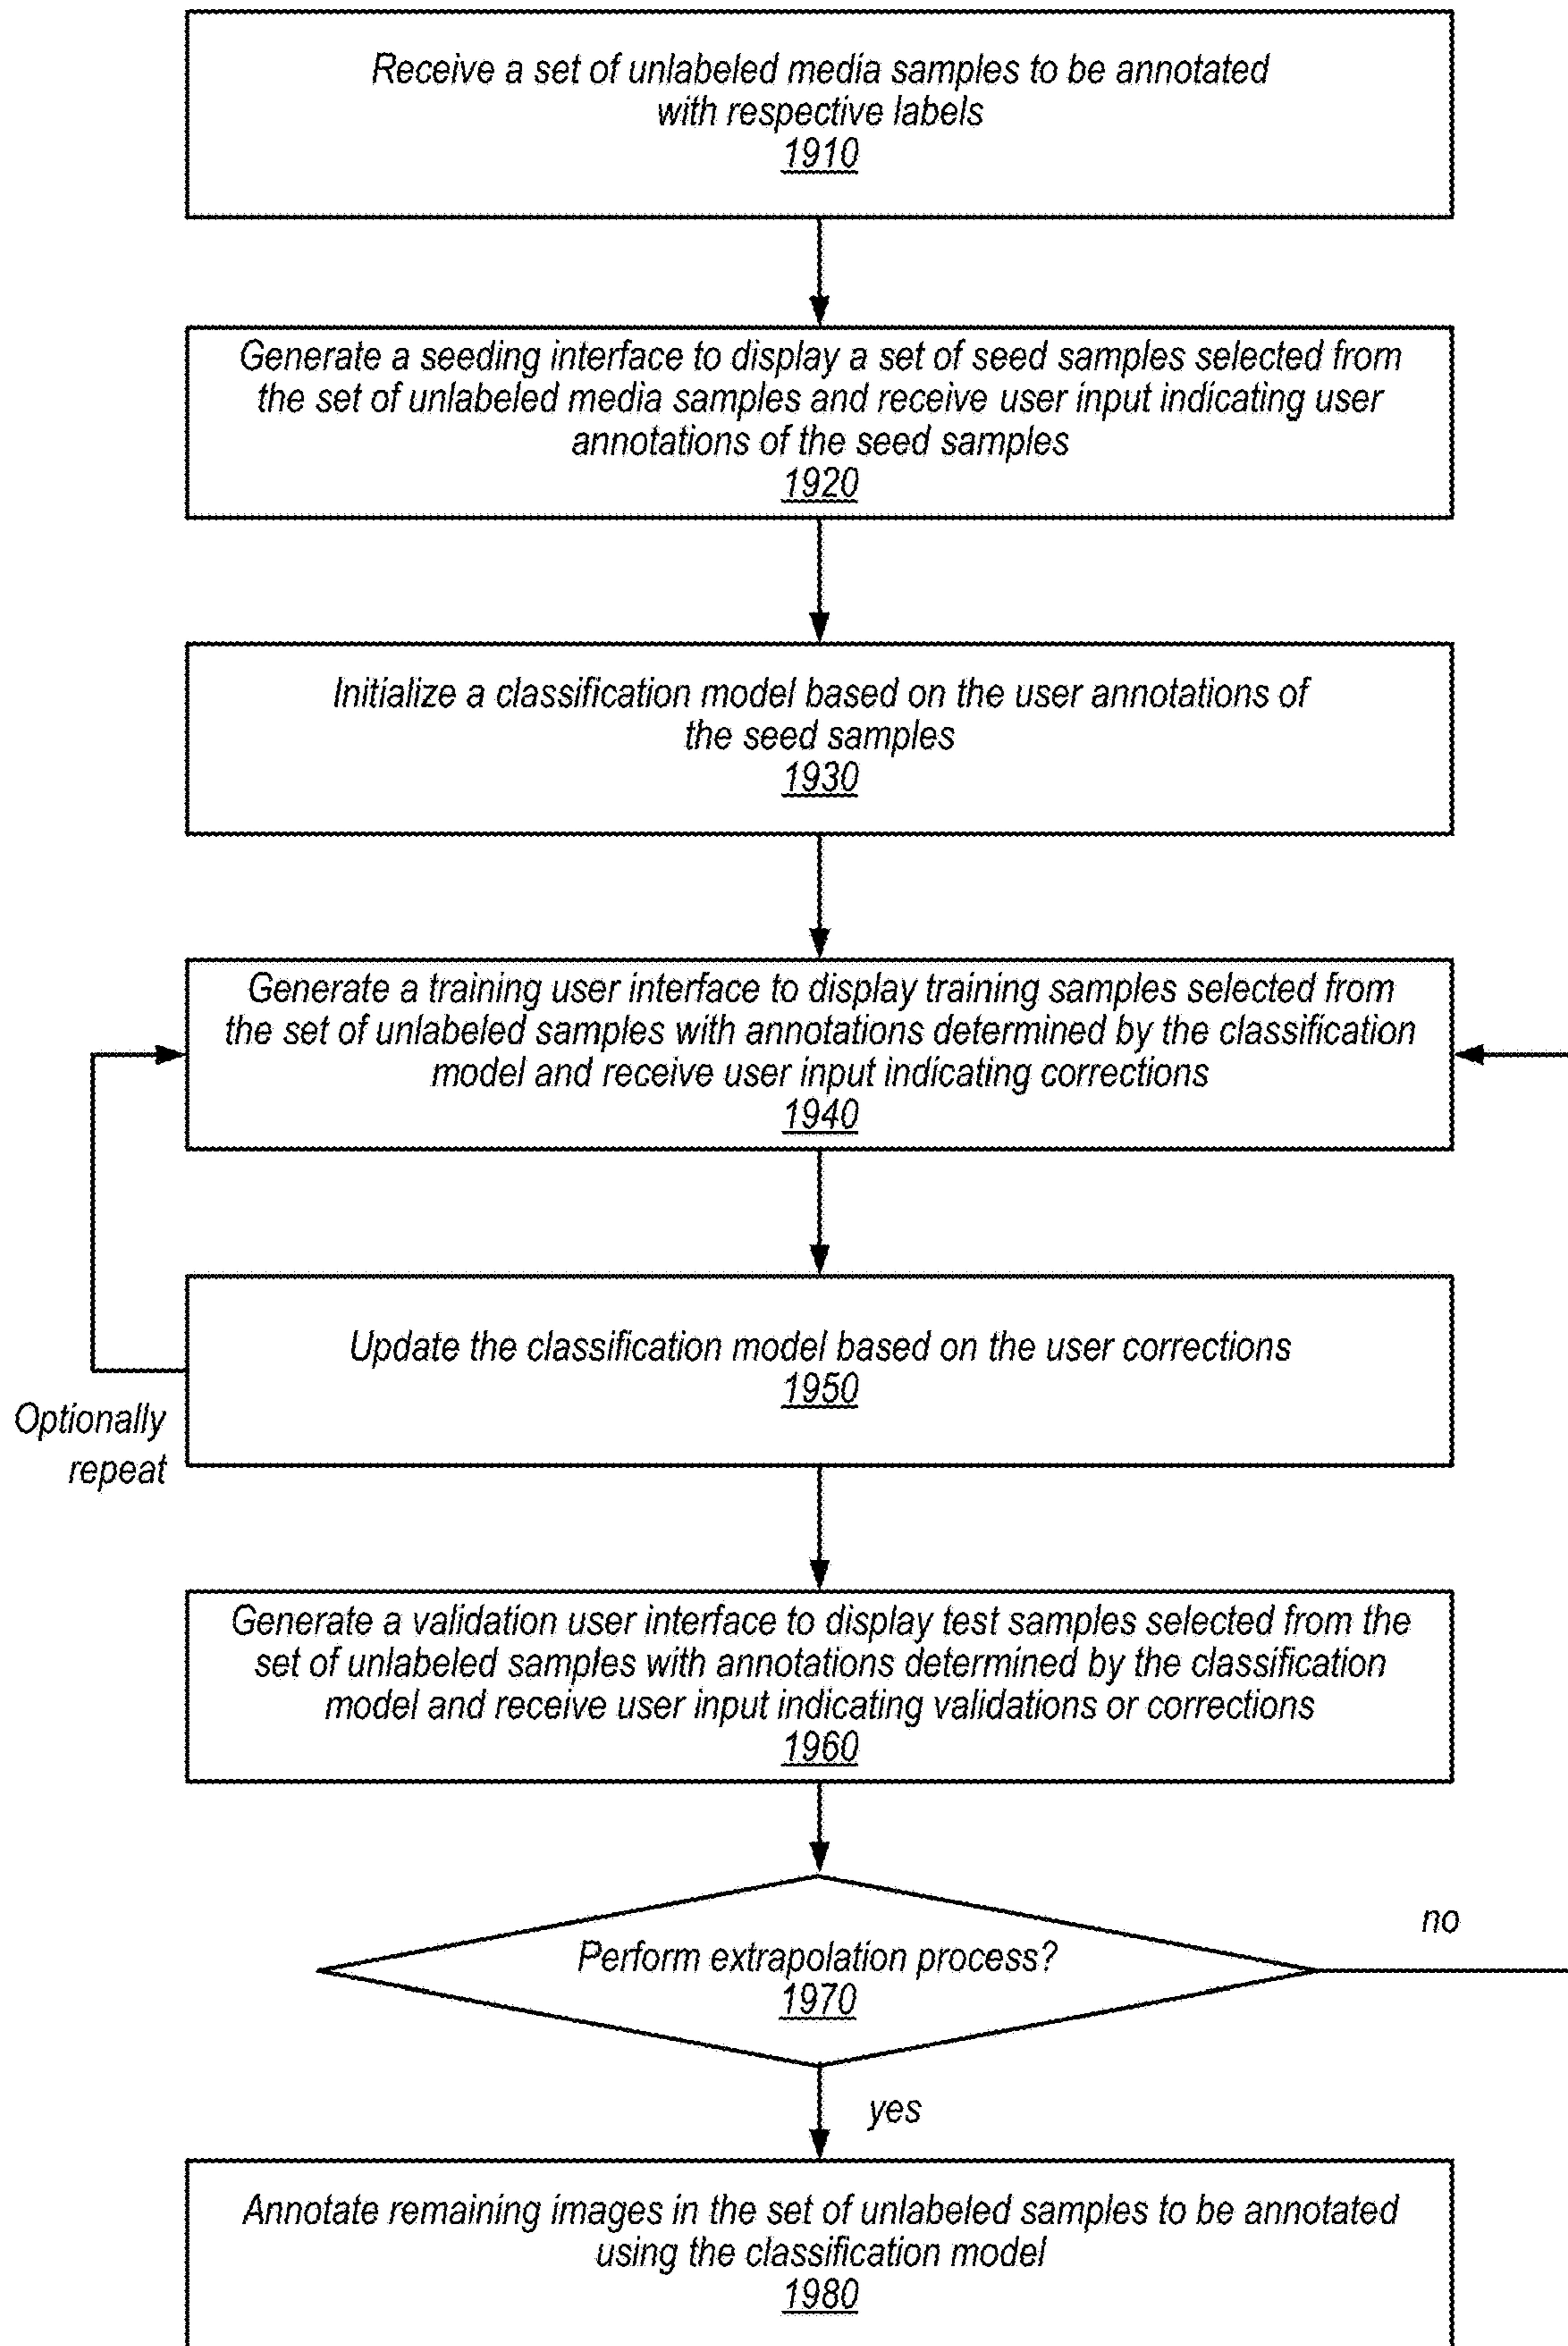 Receive a set of unlabeled media samples to be annotated
with respective labels
1910
Generate a seeding interface to display a set of seed samples selected from
the set of unlabeled media samples and receive user input indicating user
annotations of the seed samples
1920
Initialize a classification model based on the user annotations of
the seed samples
1930
Generate a training user interface to display training samples selected from
the set of unlabeled samples with annotations determined by the classification
model and receive user input indicating corrections
1940
Update the classification model based on the user corrections
1950
Optionally
repeat
Generate a validation user interface to display test samples selected from the
set of unlabeled samples with annotations determined by the classification
model and receive user input indicating validations or corrections
1960
no
Perform extrapolation process?
1970
yes
Annotate remaining images in the set of unlabeled samples to be annotated
using the classification model
1980